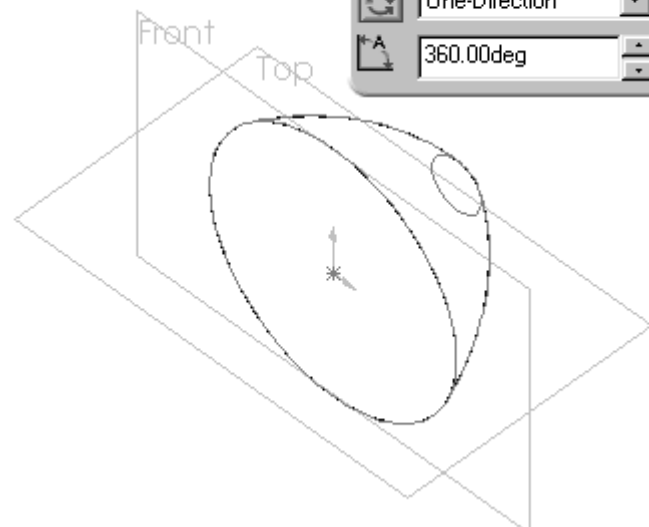 One-Direction
Front
A
360.00deg
Top